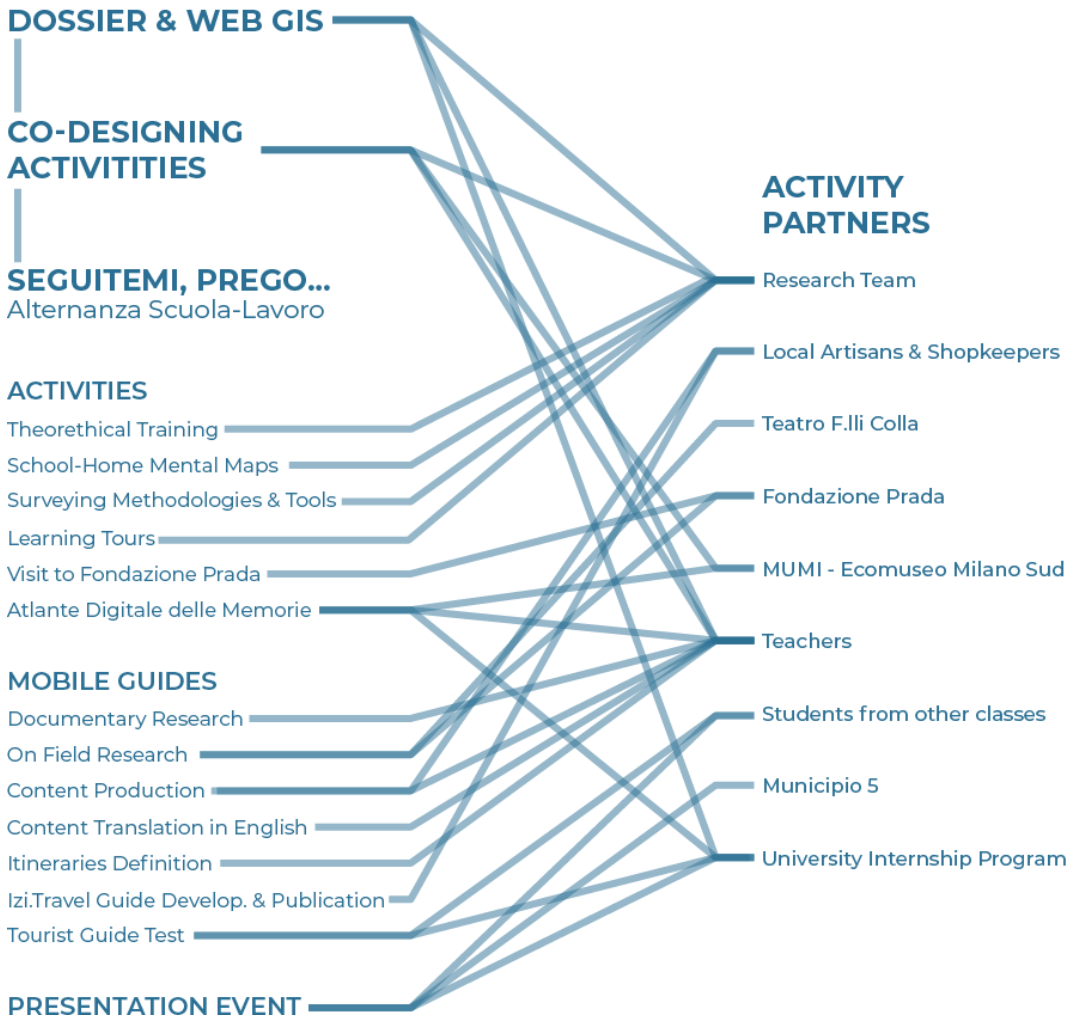 DOSSIER & WEB GIS
CO-DESIGNING
ACTIVITITIES
SEGUITEMI, PREGO...
Alternanza Scuola-Lavoro
ACTIVITIES
Theorethical Training
School-Home Mental Maps
Surveying Methodologies & Tools
Learning Tours
Visit to Fondazione Prada
Atlante Digitale delle Memorie
MOBILE GUIDES
Documentary Research
On Field Research
Content Production
Content Translation in English
Itineraries Definition
Izi.Travel Guide Develop. & Publication
Tourist Guide Test
PRESENTATION EVENT
ACTIVITY
PARTNERS
Research Team
Local Artisans & Shopkeepers
Teatro F.lli Colla
Fondazione Prada
MUMI - Ecomuseo Milano Sud
Teachers
Students from other classes
Municipio 5
University Internship Program